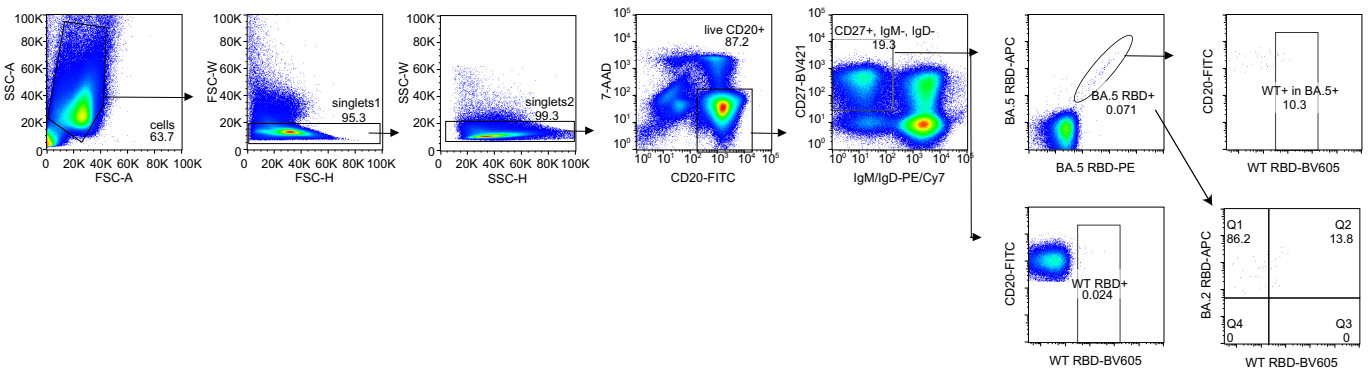 100K
80K
60K
40K
20K
0
SSC-A
cells
63.7
0 20K 40K 60K 80K 100K
FSC-A
100K
80K
60K
40K
20K
0
FSC-W
singlets1
95.3
0 20K 40K 60K 80K 100K
FSC-H
100K
80K
60K
40K
20K
0
SSC-W
singlets2
99.3
0 20K 40K 60K 80K 100K
SSC-H
10⁵
10⁴
10³
10²
10¹
10⁰
7-AAD
live CD20+
87.2
10⁰ 10¹ 10² 10³ 10⁴ 10⁵
CD20-FITC
10⁵
10⁴
10³
10²
10¹
10⁰
CD27-BV421
CD27+, IgM-, IgD-
19.3
10⁰ 10¹ 10² 10³ 10⁴ 10⁵
IgM/IgD-PE/Cy7
BA.5 RBD-APC
BA.5 RBD+
0.071
BA.5 RBD-PE
CD20-FITC
WT+ in BA.5+
10.3
WT RBD-BV605
CD20-FITC
WT RBD+
0.024
WT RBD-BV605
BA.2 RBD-APC
Q1
86.2
Q2
13.8
Q4
0
Q3
0
WT RBD-BV605